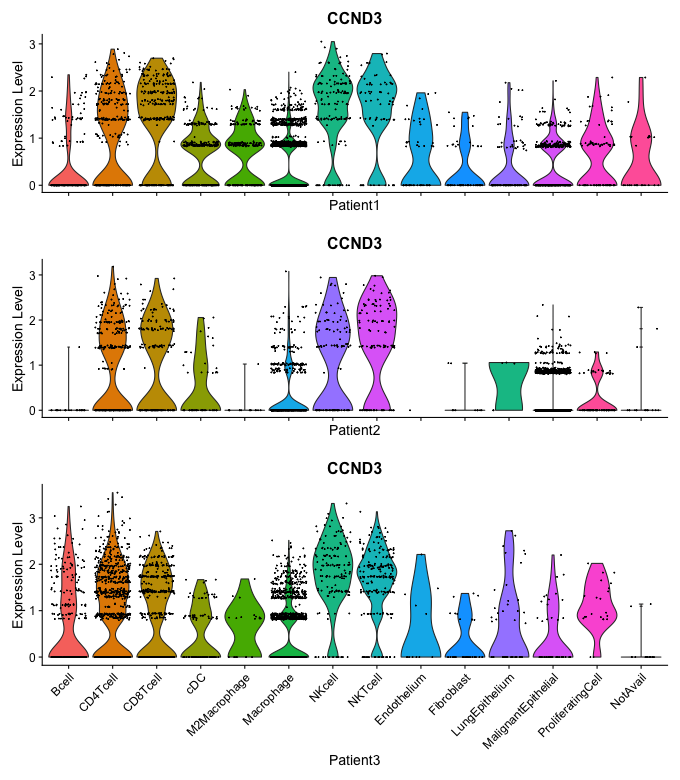 CCND3
Expression Level
3
2
1
0
Patient1
CCND3
Expression Level
3
2
1
0
Patient2
CCND3
Expression Level
3
2
1
0
Bcell
CD4Tcell
CD8Tcell
cDC
M2Macrophage
Macrophage
NKcell
NKTcell
Endothelium
Fibroblast
LungEpithelium
MalignantEpithelial
ProliferatingCell
NotAvail
Patient3